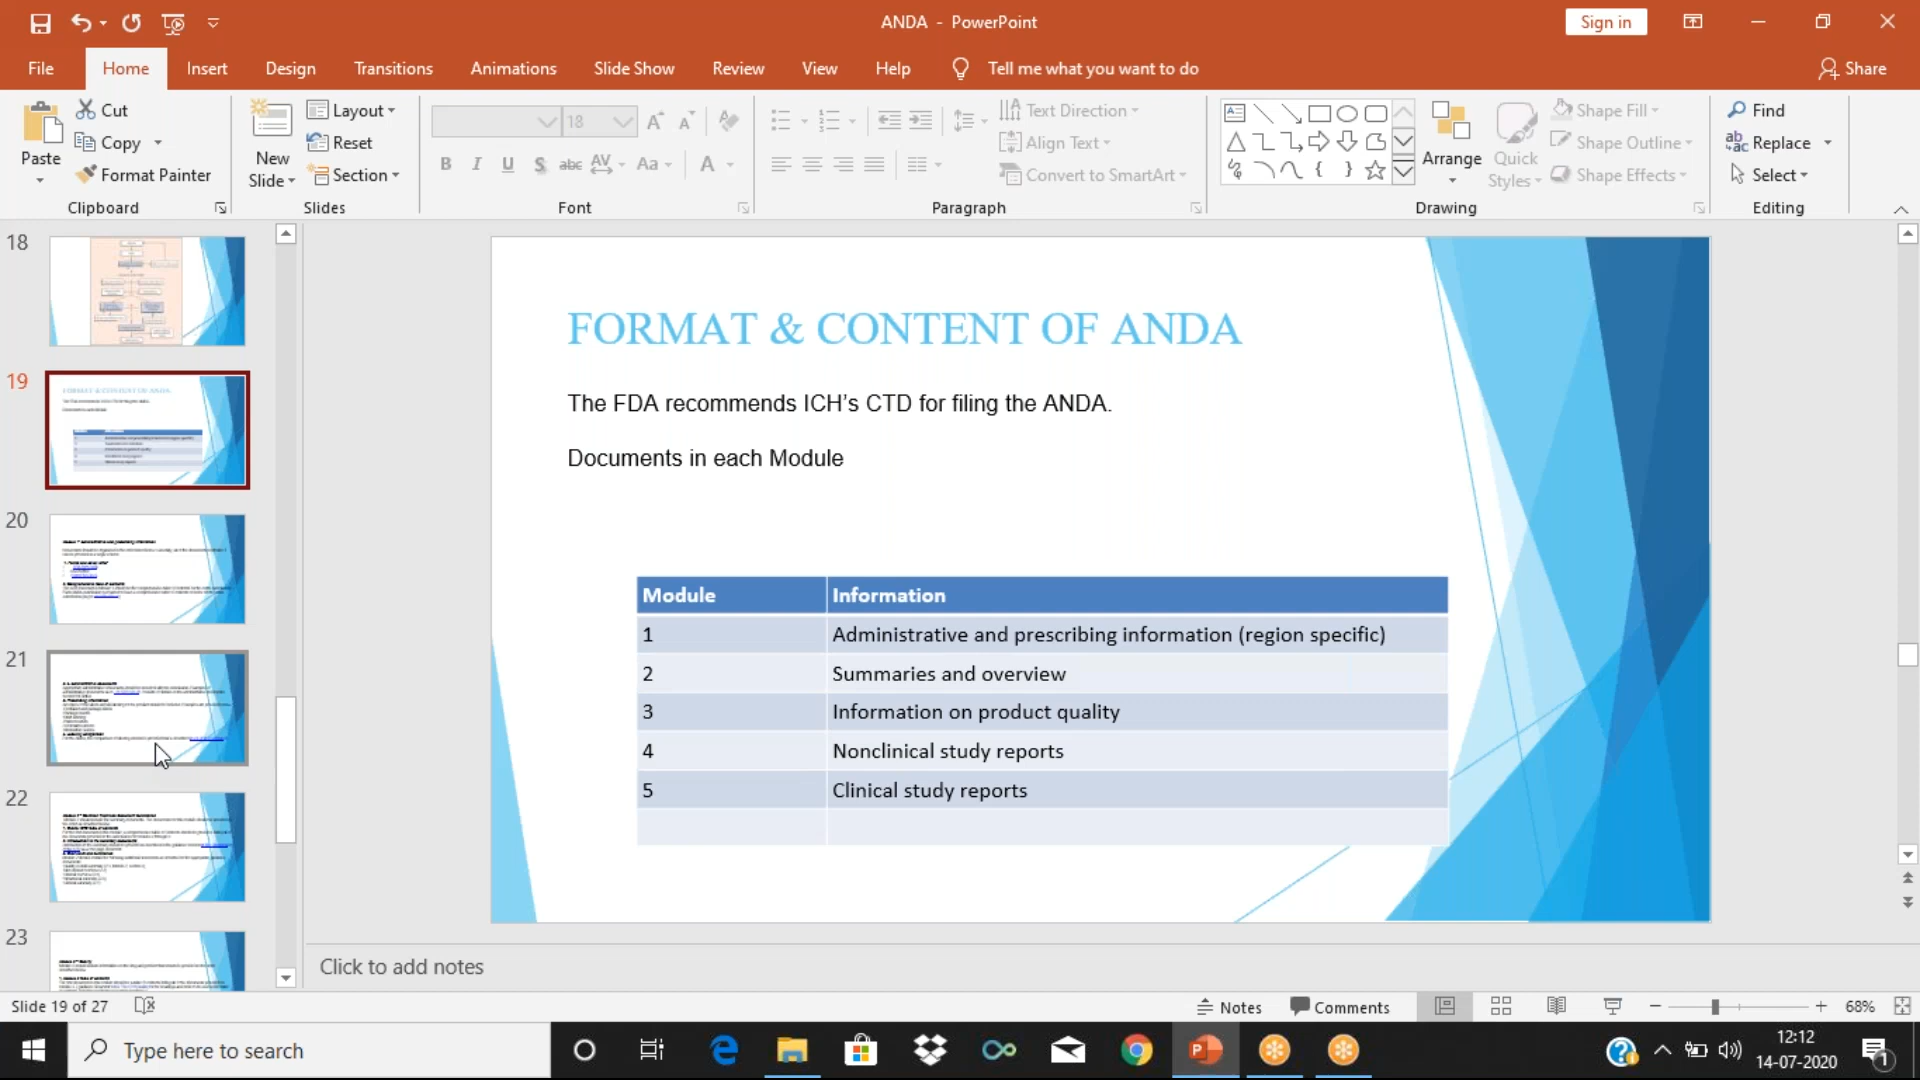 ANDA - PowerPoint
Sign in
File Home Insert Design Transitions Animations Slide Show Review View Help Tell me what you want to do Share
Paste
Cut
Copy
Format Painter
Clipboard
New Slide
Layout
Reset
Section
Slides
18
B I U S abc AV Aa A
Font
Text Direction
Align Text
Convert to SmartArt
Paragraph
Arrange
Quick Styles
Shape Fill
Shape Outline
Shape Effects
Drawing
Find
Replace
Select
Editing
18
19
20
21
22
23
FORMAT & CONTENT OF ANDA
The FDA recommends ICH's CTD for filing the ANDA.
Documents in each Module
Module Information
1 Administrative and prescribing information (region specific)
2 Summaries and overview
3 Information on product quality
4 Nonclinical study reports
5 Clinical study reports
Click to add notes
Slide 19 of 27
Notes Comments 68%
Type here to search
12:12
14-07-2020
1